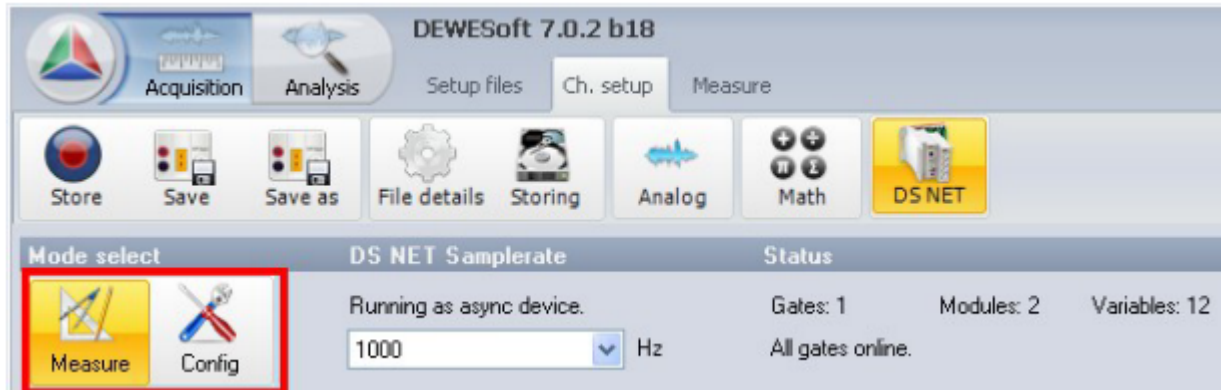 DEWESoft 7.0.2 b18
Acquisition Analysis Setup files Ch. setup Measure
Store Save Save as File details Storing Analog Math DS NET
Mode select DS NET Samplerate Status
Running as async device. Gates: 1 Modules: 2 Variables: 12
Measure Config 1000 Hz All gates online.